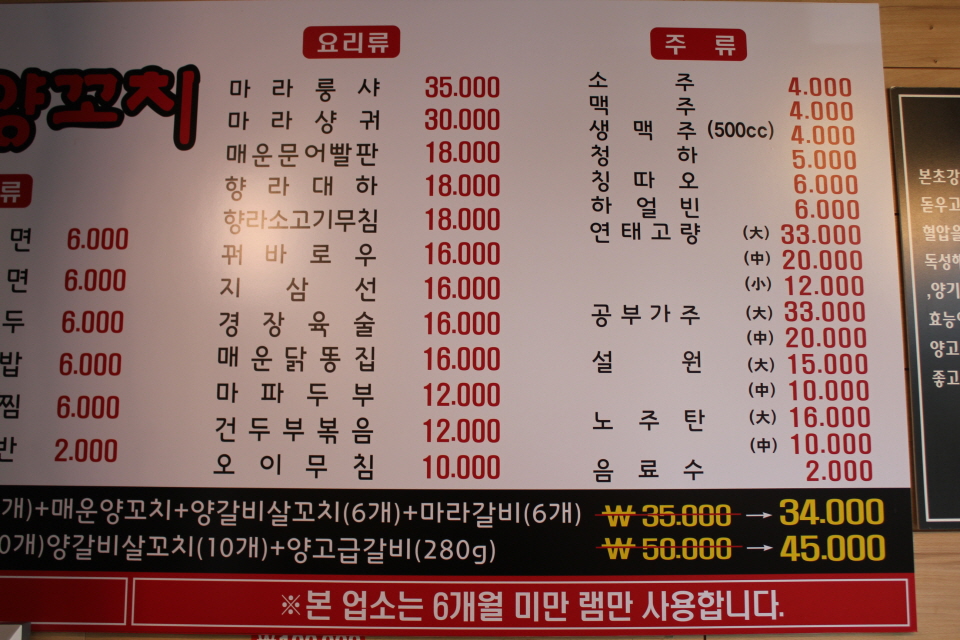 양꼬치
류
면 6.000
면 6.000
두 6.000
밥 6.000
찜 6.000
반 2.000
요리류
마라룽샤 35.000
마라샹궈 30.000
매운문어빨판 18.000
향라대하 18.000
향라소고기무침 18.000
꿔바로우 16.000
지삼선 16.000
경장육술 16.000
매운닭똥집 16.000
마파두부 12.000
건두부볶음 12.000
오이무침 10.000
주류
소주 4.000
맥주 4.000
생맥주(500cc) 4.000
청하 5.000
칭따오 6.000
하얼빈 6.000
연태고량 (大) 33.000
(中) 20.000
(小) 12.000
공부가주 (大) 33.000
(中) 20.000
설원 (大) 15.000
(中) 10.000
노주탄 (大) 16.000
(中) 10.000
음료수 2.000
개)+매운양꼬치+양갈비살꼬치(6개)+마라갈비(6개) ₩ 35.000 → 34.000
0개)양갈비살꼬치(10개)+양고급갈비(280g) ₩ 50.000 → 45.000
※본 업소는 6개월 미만 램만 사용합니다.
본초강
돋우고
혈압을
독성해
,양기
효능이
양고
좋고